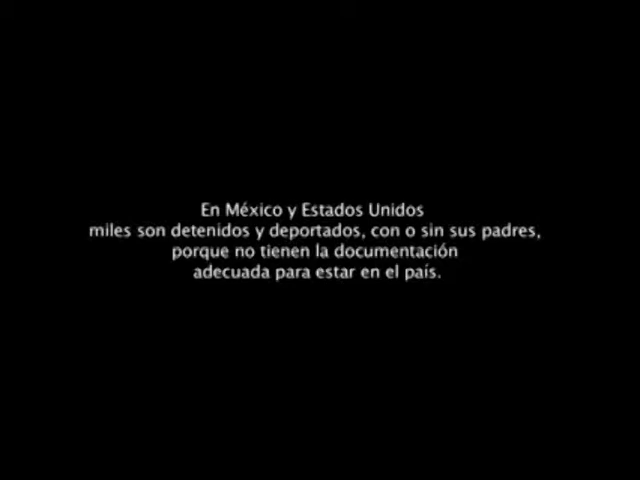 En México y Estados Unidos
miles son detenidos y deportados, con o sin sus padres,
porque no tienen la documentación
adecuada para estar en el país.